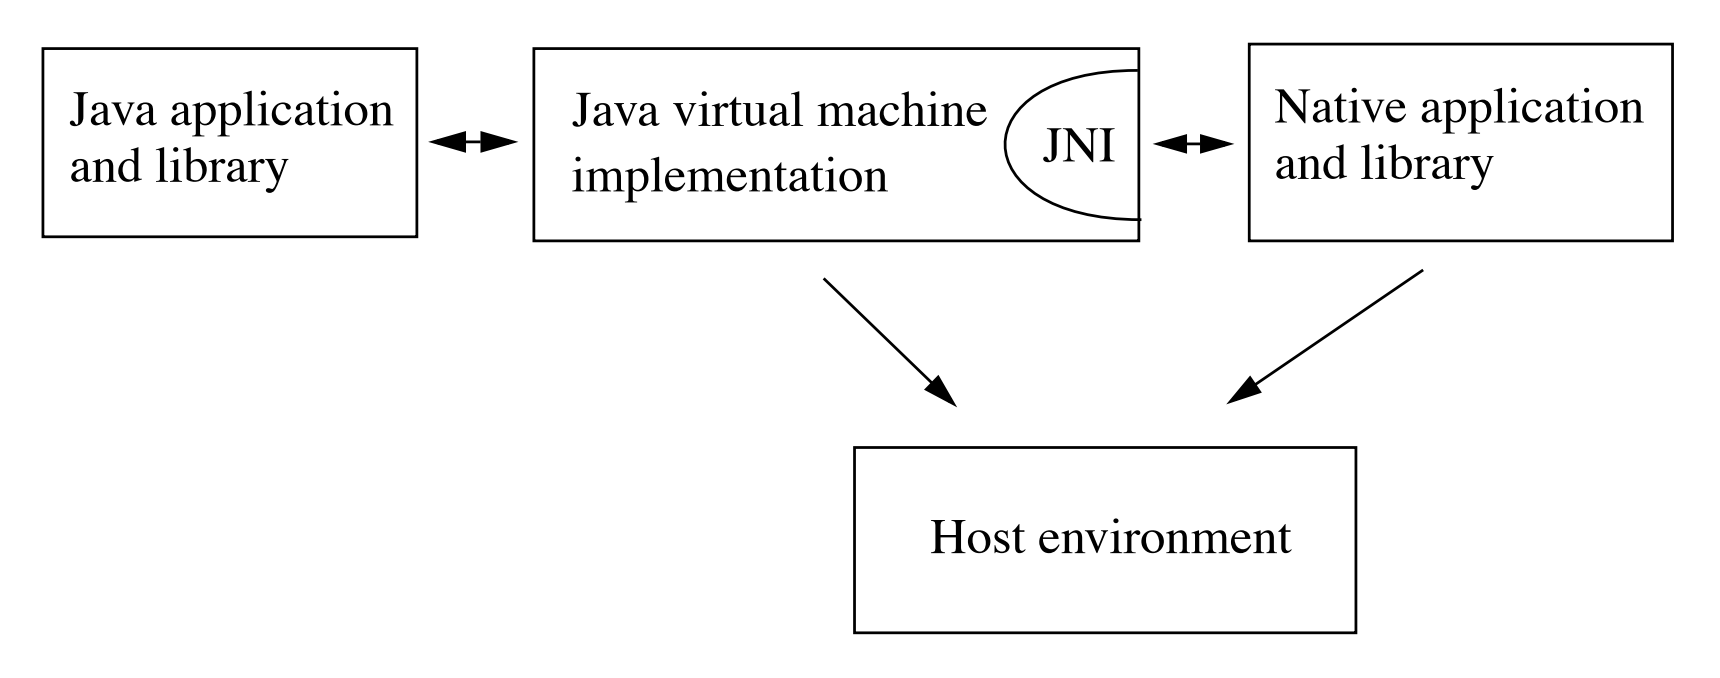 Java application
and library
Java virtual machine
implementation
JNI
Native application
and library
Host environment